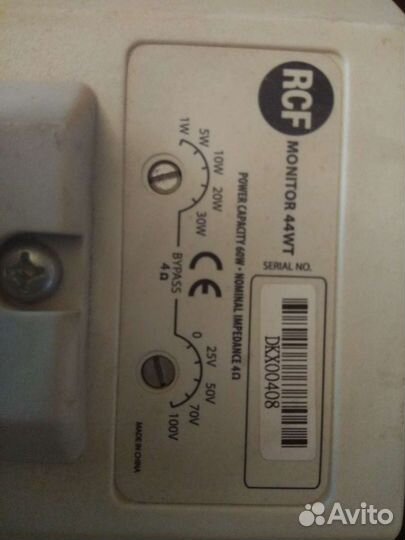 RCF
MONITOR 44WT
SERIAL NO.
DKX00408
POWER CAPACITY 60W - NOMINAL IMPEDANCE 4Ω
1W 5W 10W 20W 30W
BYPASS
4Ω
CE
0 25V 50V 70V 100V
MADE IN CHINA
Avito